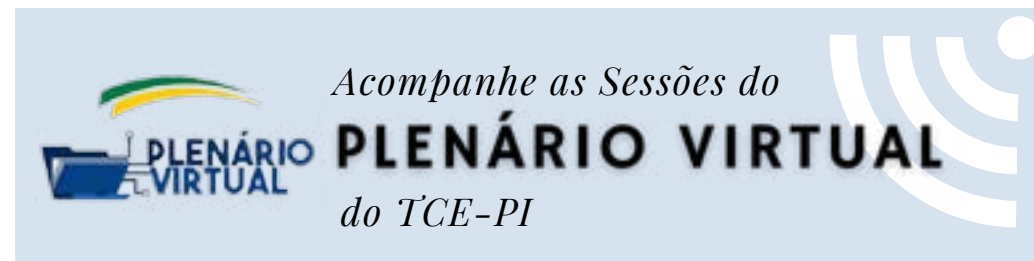 PLENÁRIO
VIRTUAL
Acompanhe as Sessões do
PLENÁRIO VIRTUAL
do TCE-PI